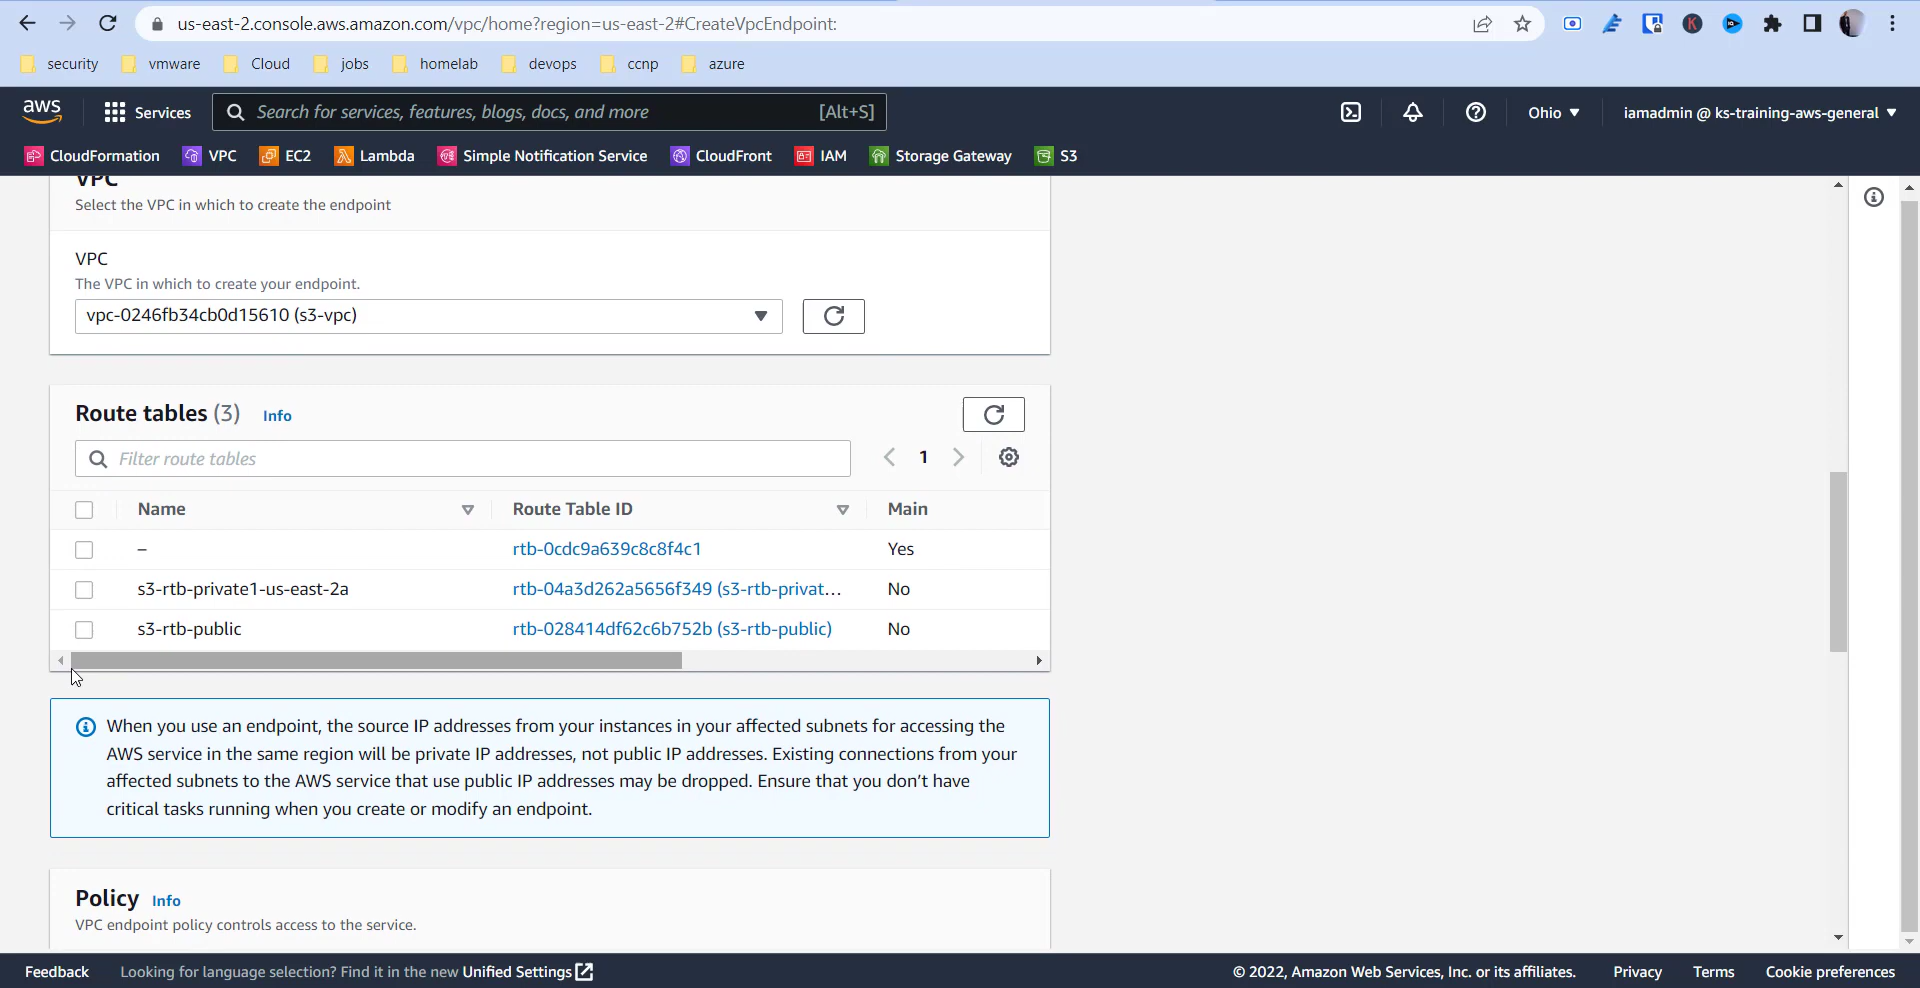 us-east-2.console.aws.amazon.com/vpc/home?region=us-east-2#CreateVpcEndpoint:
security vmware Cloud jobs homelab devops ccnp azure
aws Services Search for services, features, blogs, docs, and more [Alt+S] Ohio iamadmin @ ks-training-aws-general
CloudFormation VPC EC2 Lambda Simple Notification Service CloudFront IAM Storage Gateway S3
VPC
Select the VPC in which to create the endpoint
VPC
The VPC in which to create your endpoint.
vpc-0246fb34cb0d15610 (s3-vpc)
Route tables (3) Info
Filter route tables 1
Name Route Table ID Main
– rtb-0cdc9a639c8c8f4c1 Yes
s3-rtb-private1-us-east-2a rtb-04a3d262a5656f349 (s3-rtb-privat... No
s3-rtb-public rtb-028414df62c6b752b (s3-rtb-public) No
When you use an endpoint, the source IP addresses from your instances in your affected subnets for accessing the
AWS service in the same region will be private IP addresses, not public IP addresses. Existing connections from your
affected subnets to the AWS service that use public IP addresses may be dropped. Ensure that you don’t have
critical tasks running when you create or modify an endpoint.
Policy Info
VPC endpoint policy controls access to the service.
Feedback Looking for language selection? Find it in the new Unified Settings © 2022, Amazon Web Services, Inc. or its affiliates. Privacy Terms Cookie preferences